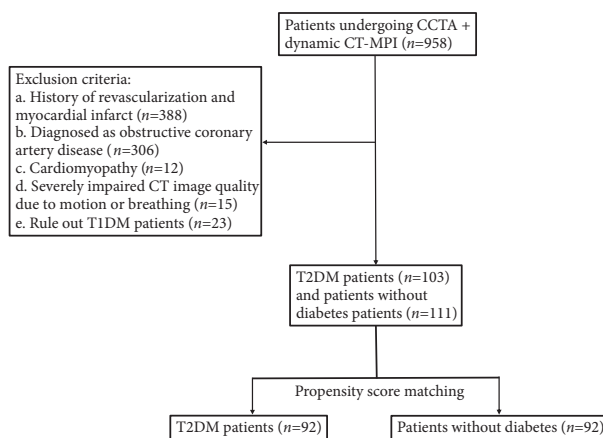 Patients undergoing CCTA +
dynamic CT-MPI (n=958)
Exclusion criteria:
a. History of revascularization and
myocardial infarct (n=388)
b. Diagnosed as obstructive coronary
artery disease (n=306)
c. Cardiomyopathy (n=12)
d. Severely impaired CT image quality
due to motion or breathing (n=15)
e. Rule out T1DM patients (n=23)
T2DM patients (n=103)
and patients without
diabetes patients (n=111)
Propensity score matching
T2DM patients (n=92)
Patients without diabetes (n=92)